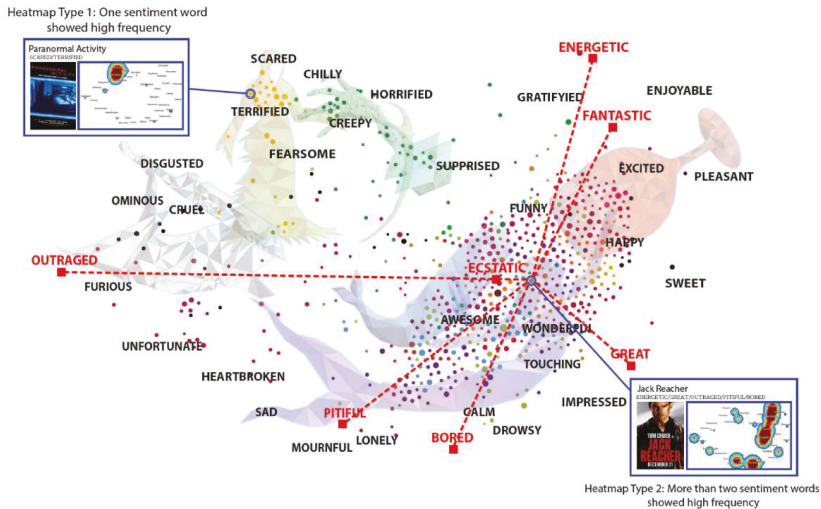 Heatmap Type 1: One sentiment word
showed high frequency
Paranormal Activity
SCARED/TERRIFIED
SCARED
CHILLY
HORRIFIED
TERRIFIED
CREEPY
FEARSOME
SUPPRISED
DISGUSTED
OMINOUS
CRUEL
OUTRAGED
FURIOUS
UNFORTUNATE
HEARTBROKEN
SAD
PITIFUL
MOURNFUL
LONELY
BORED
CALM
DROWSY
IMPRESSED
TOUCHING
GREAT
WONDERFUL
AWESOME
ECSTATIC
SWEET
HAPPY
FUNNY
EXCITED
PLEASANT
FANTASTIC
GRATIFYIED
ENJOYABLE
ENERGETIC
Jack Reacher
ENERGETIC/GREAT/OUTRAGED/PITIFUL/BORED
TOM CRUISE
JACK
REACHER
DECEMBER 21
Heatmap Type 2: More than two sentiment words
showed high frequency